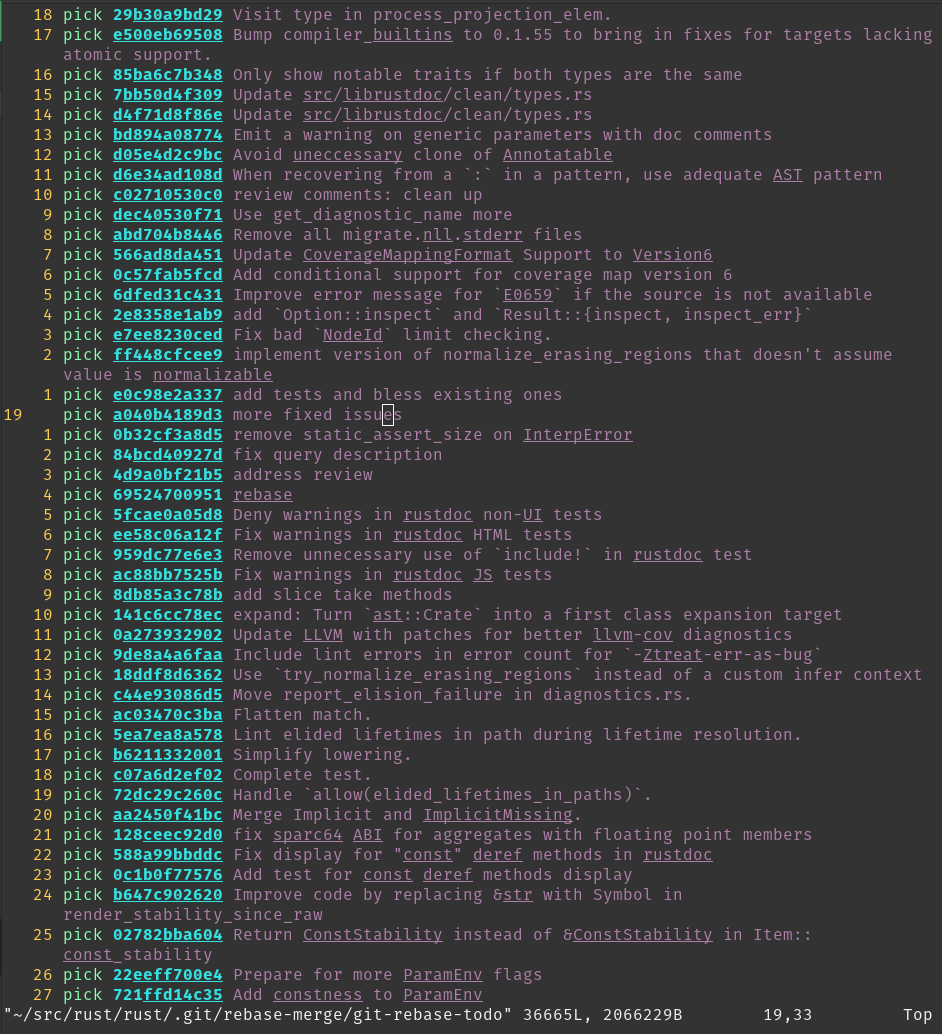 18 pick 29b30a9bd29 Visit type in process_projection_elem.
17 pick e500eb69508 Bump compiler_builtins to 0.1.55 to bring in fixes for targets lacking
atomic support.
16 pick 85ba6c7b348 Only show notable traits if both types are the same
15 pick 7bb50d4f309 Update src/librustdoc/clean/types.rs
14 pick d4f71d8f86e Update src/librustdoc/clean/types.rs
13 pick bd894a08774 Emit a warning on generic parameters with doc comments
12 pick d05e4d2c9bc Avoid uneccessary clone of Annotatable
11 pick d6e34ad108d When recovering from a `:` in a pattern, use adequate AST pattern
10 pick c02710530c0 review comments: clean up
9 pick dec40530f71 Use get_diagnostic_name more
8 pick abd704b8446 Remove all migrate.nll.stderr files
7 pick 566ad8da451 Update CoverageMappingFormat Support to Version6
6 pick 0c57fab5fcd Add conditional support for coverage map version 6
5 pick 6dfed31c431 Improve error message for `E0659` if the source is not available
4 pick 2e8358e1ab9 add `Option::inspect` and `Result::{inspect, inspect_err}`
3 pick e7ee8230ced Fix bad `NodeId` limit checking.
2 pick ff448cfcee9 implement version of normalize_erasing_regions that doesn't assume
value is normalizable
1 pick e0c98e2a337 add tests and bless existing ones
19 pick a040b4189d3 more fixed issues
1 pick 0b32cf3a8d5 remove static_assert_size on InterpError
2 pick 84bcd40927d fix query description
3 pick 4d9a0bf21b5 address review
4 pick 69524700951 rebase
5 pick 5fcae0a05d8 Deny warnings in rustdoc non-UI tests
6 pick ee58c06a12f Fix warnings in rustdoc HTML tests
7 pick 959dc77e6e3 Remove unnecessary use of `include!` in rustdoc test
8 pick ac88bb7525b Fix warnings in rustdoc JS tests
9 pick 8db85a3c78b add slice take methods
10 pick 141c6cc78ec expand: Turn `ast::Crate` into a first class expansion target
11 pick 0a273932902 Update LLVM with patches for better llvm-cov diagnostics
12 pick 9de8a4a6faa Include lint errors in error count for `-Ztreat-err-as-bug`
13 pick 18ddf8d6362 Use `try_normalize_erasing_regions` instead of a custom infer context
14 pick c44e93086d5 Move report_elision_failure in diagnostics.rs.
15 pick ac03470c3ba Flatten match.
16 pick 5ea7ea8a578 Lint elided lifetimes in path during lifetime resolution.
17 pick b6211332001 Simplify lowering.
18 pick c07a6d2ef02 Complete test.
19 pick 72dc29c260c Handle `allow(elided_lifetimes_in_paths)`.
20 pick aa2450f41bc Merge Implicit and ImplicitMissing.
21 pick 128ceec92d0 fix sparc64 ABI for aggregates with floating point members
22 pick 588a99bbddc Fix display for "const" deref methods in rustdoc
23 pick 0c1b0f77576 Add test for const deref methods display
24 pick b647c902620 Improve code by replacing &str with Symbol in
render_stability_since_raw
25 pick 02782bba604 Return ConstStability instead of &ConstStability in Item::
const_stability
26 pick 22eeff700e4 Prepare for more ParamEnv flags
27 pick 721ffd14c35 Add constness to ParamEnv
"~/src/rust/rust/.git/rebase-merge/git-rebase-todo" 36665L, 2066229B 19,33 Top